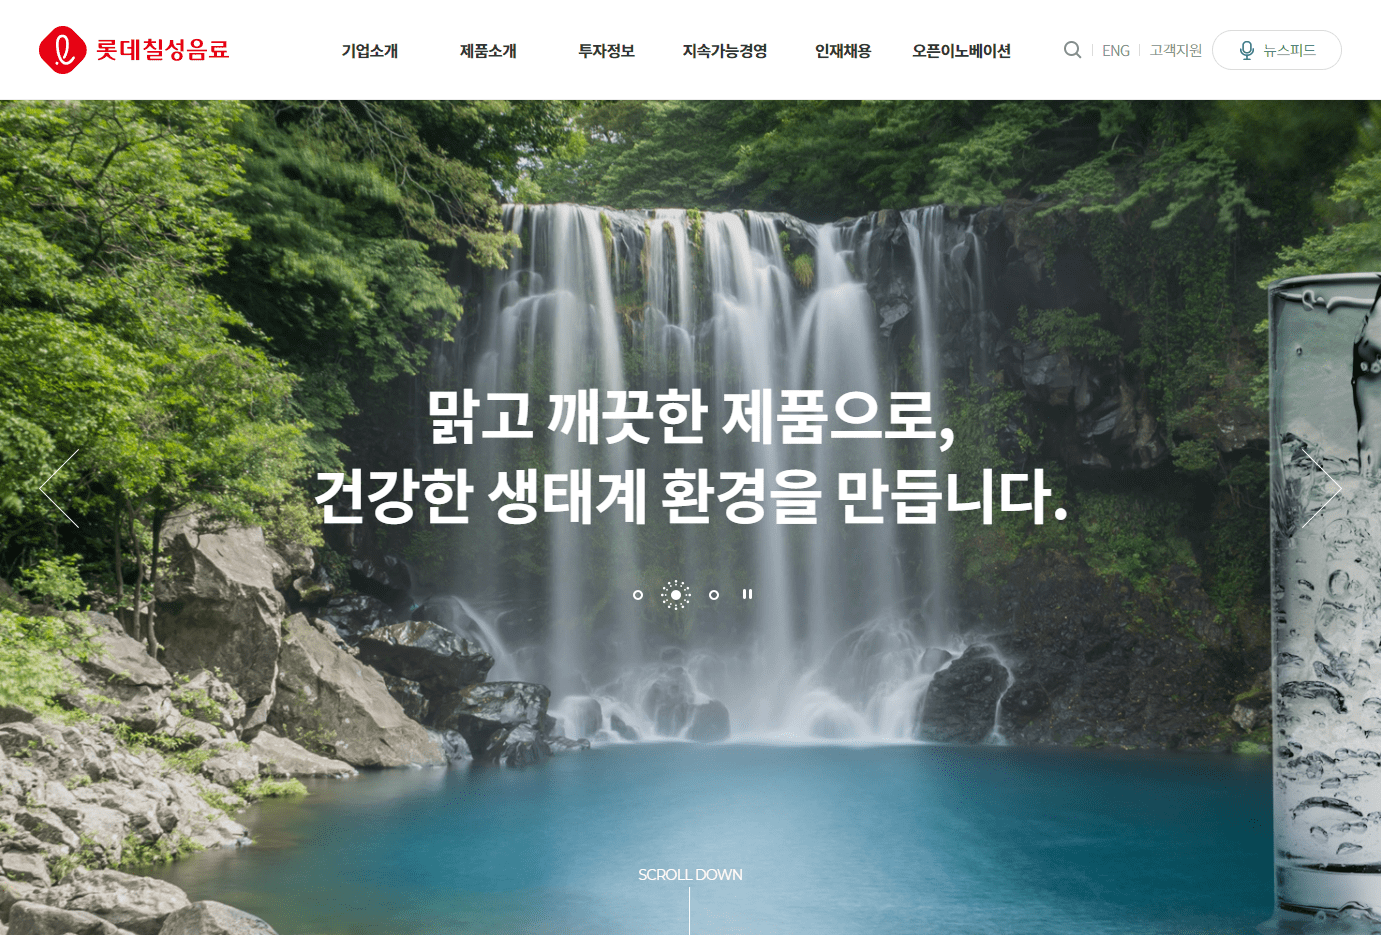 롯데칠성음료
기업소개
제품소개
투자정보
지속가능경영
인재채용
오픈이노베이션
ENG
고객지원
뉴스피드
맑고 깨끗한 제품으로,
건강한 생태계 환경을 만듭니다.
SCROLL DOWN